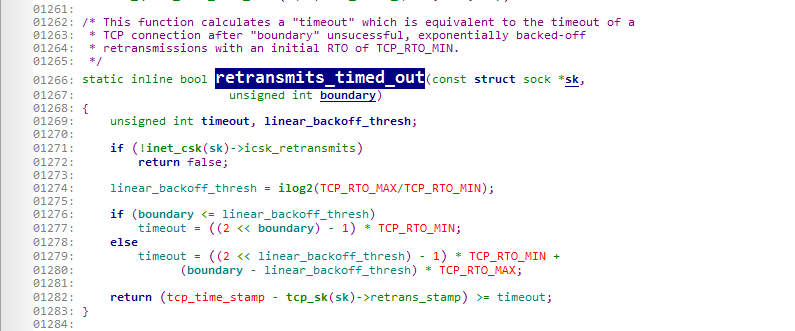 01261:
01262: /* This function calculates a "timeout" which is equivalent to the timeout of a
01263:  * TCP connection after "boundary" unsucessful, exponentially backed-off
01264:  * retransmissions with an initial RTO of TCP_RTO_MIN.
01265:  */
01266: static inline bool retransmits_timed_out(const struct sock *sk,
01267:                      unsigned int boundary)
01268: {
01269:     unsigned int timeout, linear_backoff_thresh;
01270:
01271:     if (!inet_csk(sk)->icsk_retransmits)
01272:         return false;
01273:
01274:     linear_backoff_thresh = ilog2(TCP_RTO_MAX/TCP_RTO_MIN);
01275:
01276:     if (boundary <= linear_backoff_thresh)
01277:         timeout = ((2 << boundary) - 1) * TCP_RTO_MIN;
01278:     else
01279:         timeout = ((2 << linear_backoff_thresh) - 1) * TCP_RTO_MIN +
01280:               (boundary - linear_backoff_thresh) * TCP_RTO_MAX;
01281:
01282:     return (tcp_time_stamp - tcp_sk(sk)->retrans_stamp) >= timeout;
01283: }
01284: